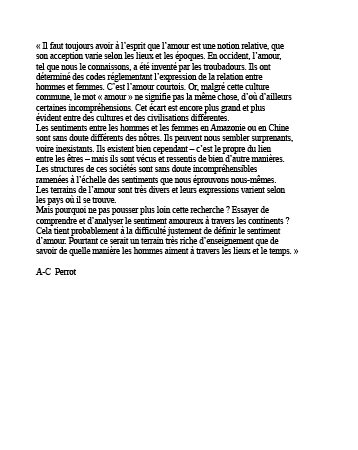 « Il faut toujours avoir à l'esprit que l'amour est une notion relative, que
son acception varie selon les lieux et les époques. En occident, l'amour,
tel que nous le connaissons, a été inventé par les troubadours. Ils ont
déterminé des codes réglementant l'expression de la relation entre
hommes et femmes. C'est l'amour courtois. Or, malgré cette culture
commune, le mot « amour » ne signifie pas la même chose, d'où d'ailleurs
certaines incompréhensions. Cet écart est encore plus grand et plus
évident entre des cultures et des civilisations différentes.
Les sentiments entre les hommes et les femmes en Amazonie ou en Chine
sont sans doute différents des nôtres. Ils peuvent nous sembler surprenants,
voire inexistants. Ils existent bien cependant – c'est le propre du lien
entre les êtres – mais ils sont vécus et ressentis de bien d'autre manières.
Les structures de ces sociétés sont sans doute incompréhensibles
ramenées à l'échelle des sentiments que nous éprouvons nous-mêmes.
Les terrains de l'amour sont très divers et leurs expressions varient selon
les pays où il se trouve.
Mais pourquoi ne pas pousser plus loin cette recherche ? Essayer de
comprendre et d'analyser le sentiment amoureux à travers les continents ?
Cela tient probablement à la difficulté justement de définir le sentiment
d'amour. Pourtant ce serait un terrain très riche d'enseignement que de
savoir de quelle manière les hommes aiment à travers les lieux et le temps. »
A-C Perrot